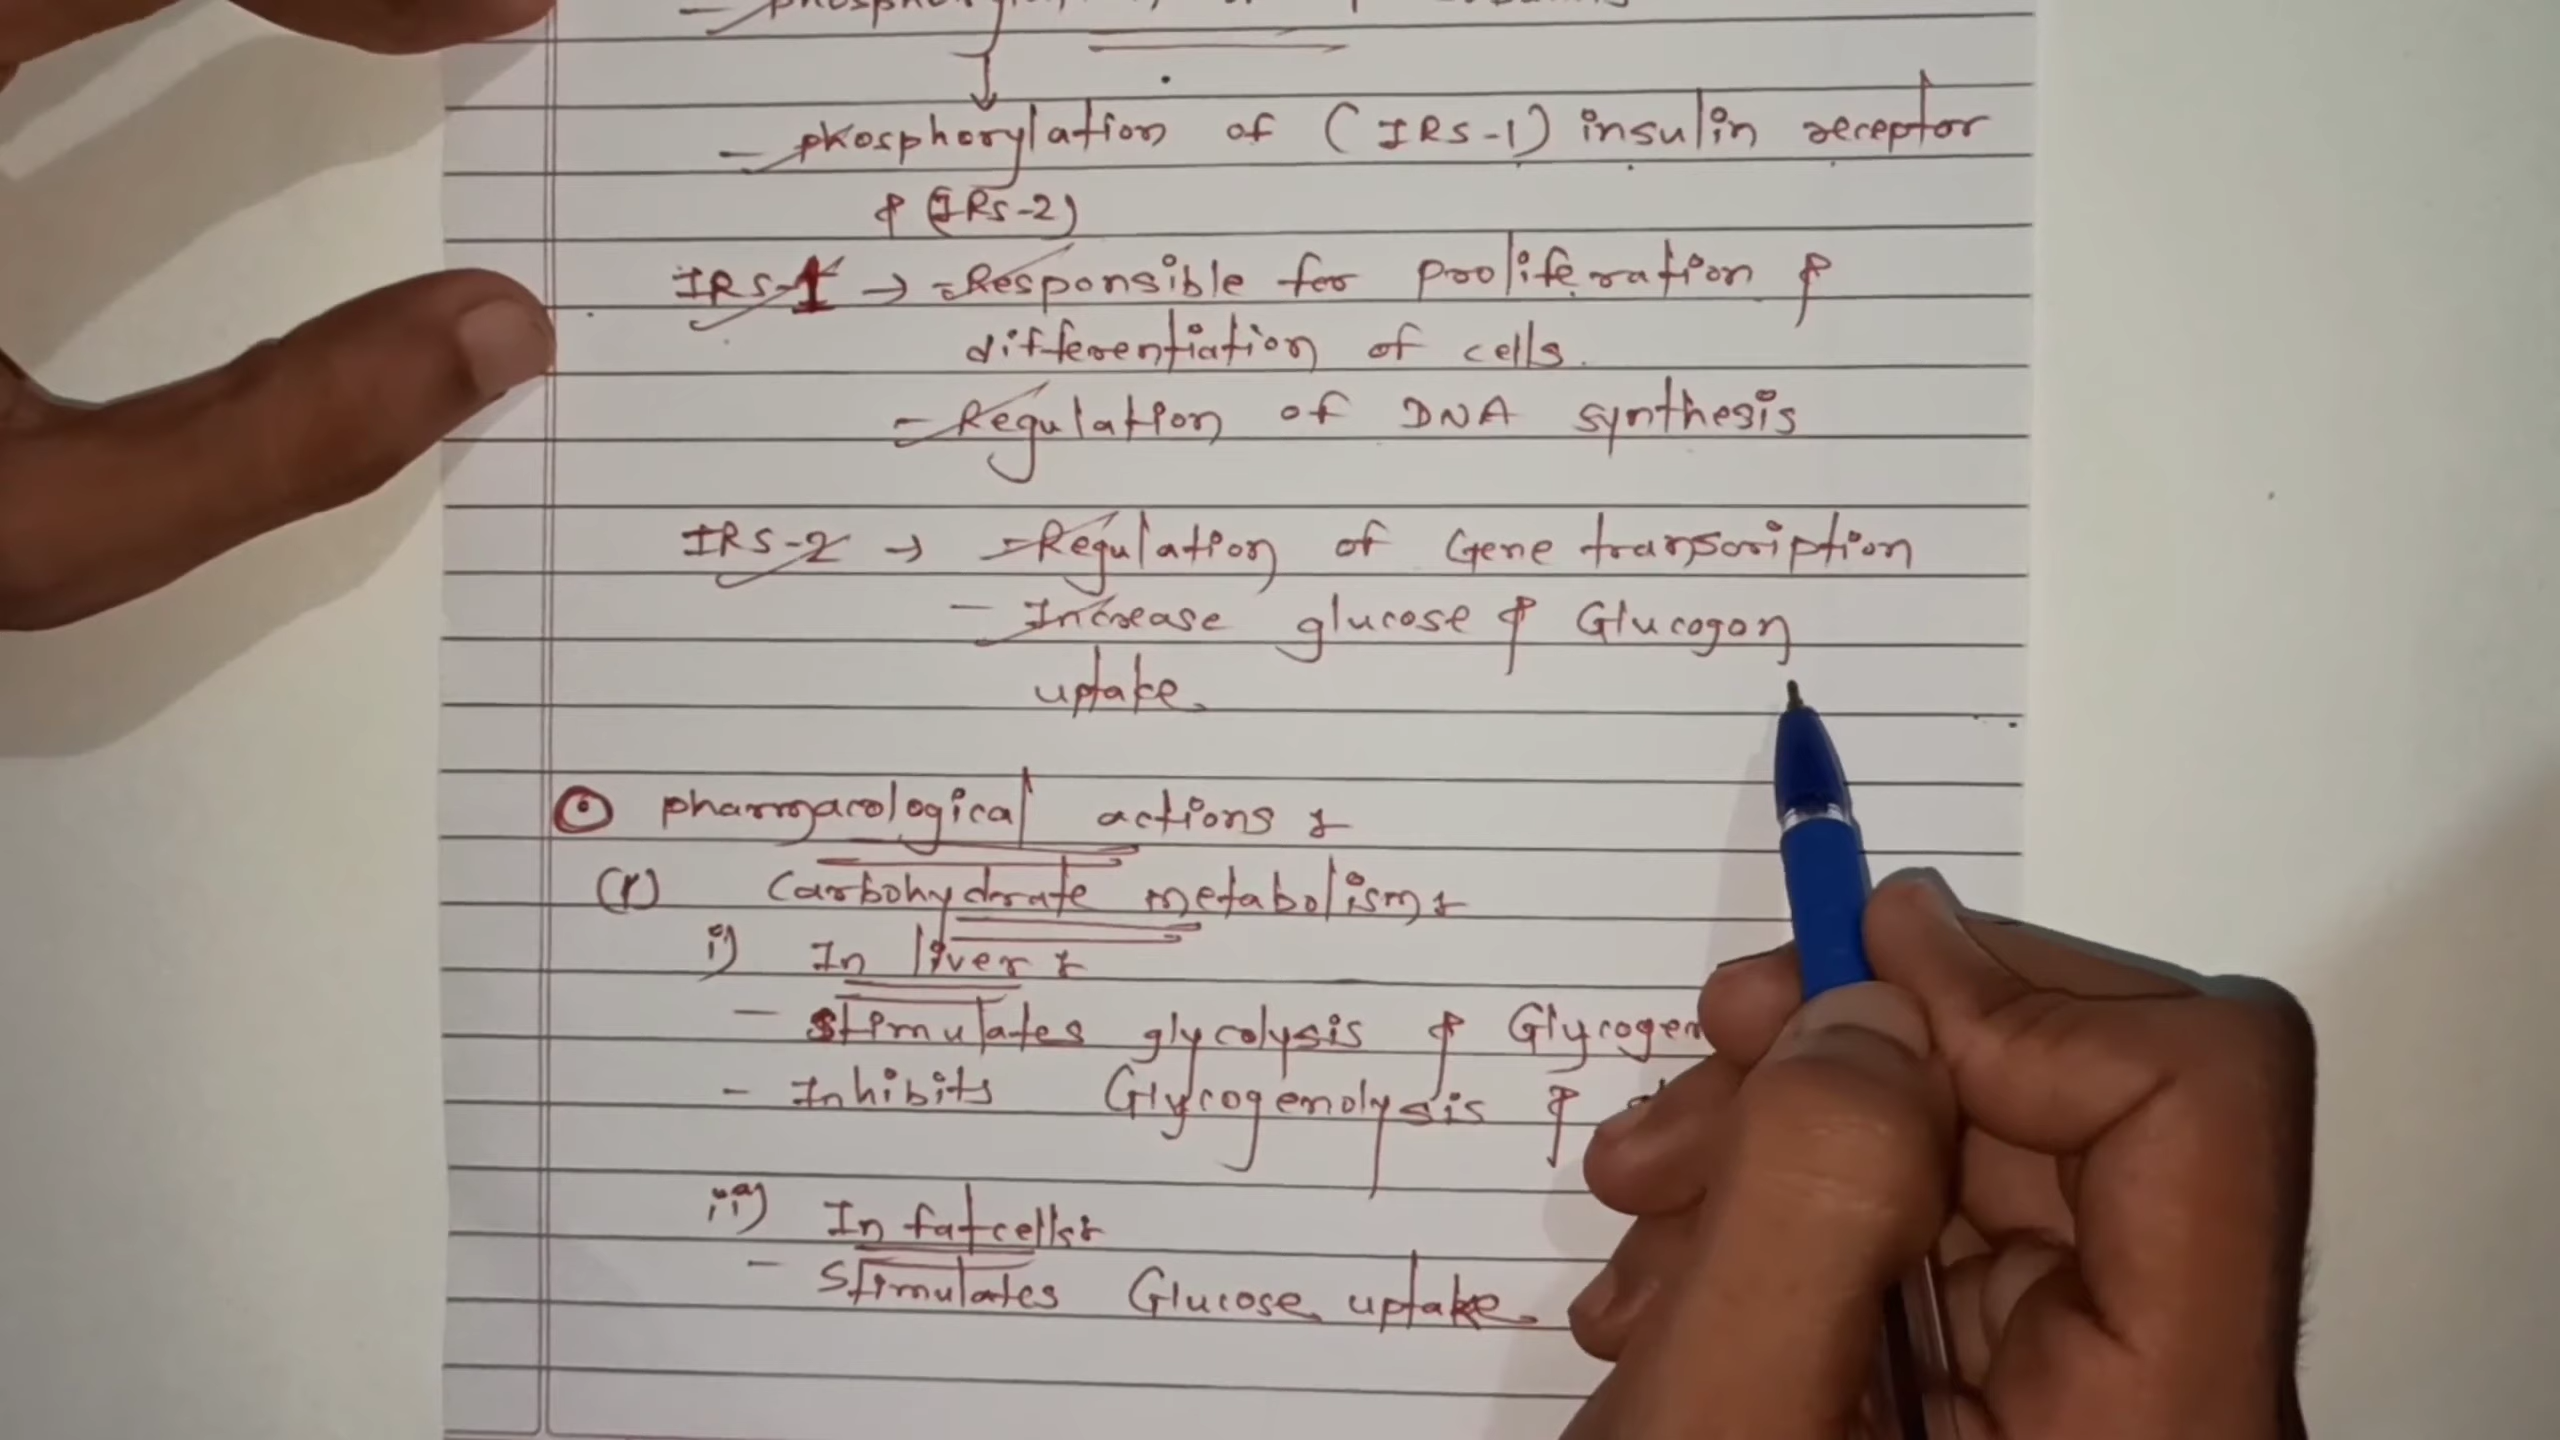 - phosphorylation of (IRS-1) insulin receptor
& (IRS-2)
IRS-1 → - Responsible for proliferation &
differentiation of cells.
- Regulation of DNA synthesis
IRS-2 → - Regulation of Gene transcription
- Increase glucose & Glucogon
uptake
pharmacological actions :
(1) Carbohydrate metabolism :
i) In liver :
- Stimulates glycolysis & Glycogen
- Inhibits Glycogenolysis &
ii) In fatcells :
- Stimulates Glucose uptake